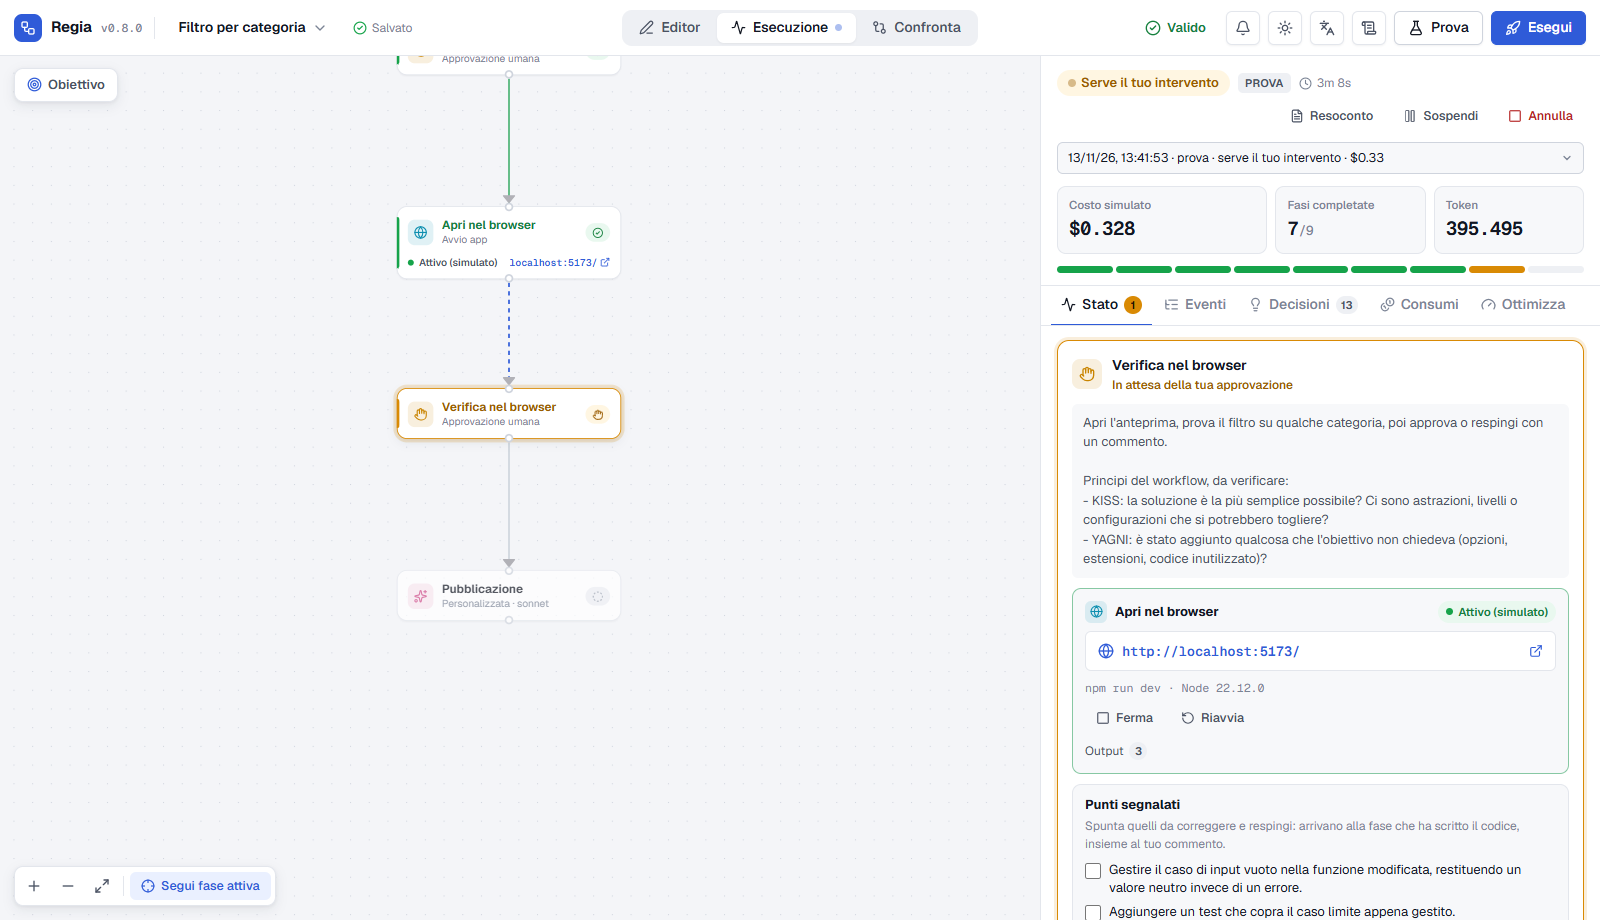 Regia v0.8.0
Filtro per categoria
Salvato
Editor
Esecuzione
Confronta
Valido
Prova
Esegui
Obiettivo
Approvazione umana
Apri nel browser
Avvio app
Attivo (simulato) localhost:5173/
Verifica nel browser
Approvazione umana
Pubblicazione
Personalizzata · sonnet
Segui fase attiva
Serve il tuo intervento
PROVA
3m 8s
Resoconto
Sospendi
Annulla
13/11/26, 13:41:53 · prova · serve il tuo intervento · $0.33
Costo simulato
$0.328
Fasi completate
7/9
Token
395.495
Stato 1
Eventi
Decisioni 13
Consumi
Ottimizza
Verifica nel browser
In attesa della tua approvazione
Apri l'anteprima, prova il filtro su qualche categoria, poi approva o respingi con
un commento.
Principi del workflow, da verificare:
- KISS: la soluzione è la più semplice possibile? Ci sono astrazioni, livelli o
configurazioni che si potrebbero togliere?
- YAGNI: è stato aggiunto qualcosa che l'obiettivo non chiedeva (opzioni,
estensioni, codice inutilizzato)?
Apri nel browser
Attivo (simulato)
http://localhost:5173/
npm run dev · Node 22.12.0
Ferma
Riavvia
Output 3
Punti segnalati
Spunta quelli da correggere e respingi: arrivano alla fase che ha scritto il codice,
insieme al tuo commento.
Gestire il caso di input vuoto nella funzione modificata, restituendo un
valore neutro invece di un errore.
Aggiungere un test che copra il caso limite appena gestito.